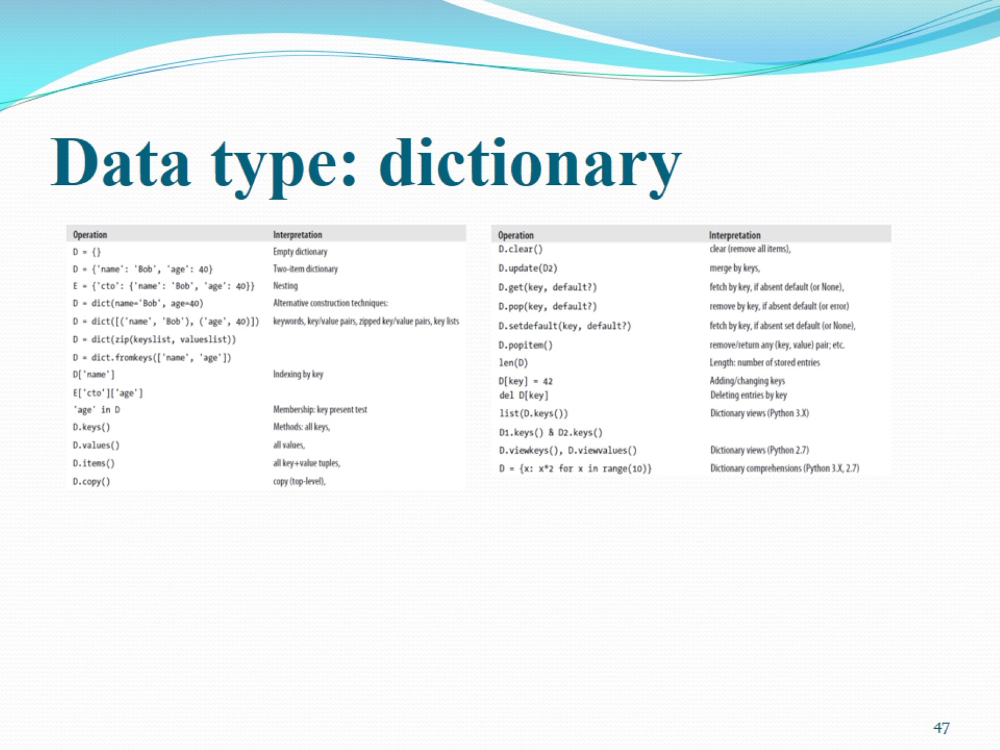 Data type: dictionary
Operation Interpretation
D = {} Empty dictionary
D = {'name': 'Bob', 'age': 40} Two-item dictionary
E = {'cto': {'name': 'Bob', 'age': 40}} Nesting
D = dict(name='Bob', age=40) Alternative construction techniques:
D = dict([('name', 'Bob'), ('age', 40)]) keywords, key/value pairs, zipped key/value pairs, key lists
D = dict(zip(keyslist, valueslist))
D = dict.fromkeys(['name', 'age'])
D['name'] Indexing by key
E['cto']['age']
'age' in D Membership: key present test
D.keys() Methods: all keys,
D.values() all values,
D.items() all key+value tuples,
D.copy() copy (top-level),
Operation Interpretation
D.clear() clear (remove all items),
D.update(D2) merge by keys,
D.get(key, default?) fetch by key, if absent default (or None),
D.pop(key, default?) remove by key, if absent default (or error)
D.setdefault(key, default?) fetch by key, if absent set default (or None),
D.popitem() remove/return any (key, value) pair; etc.
len(D) Length: number of stored entries
D[key] = 42 Adding/changing keys
del D[key] Deleting entries by key
list(D.keys()) Dictionary views (Python 3.X)
D1.keys() & D2.keys()
D.viewkeys(), D.viewvalues() Dictionary views (Python 2.7)
D = {x: x*2 for x in range(10)} Dictionary comprehensions (Python 3.X, 2.7)
47